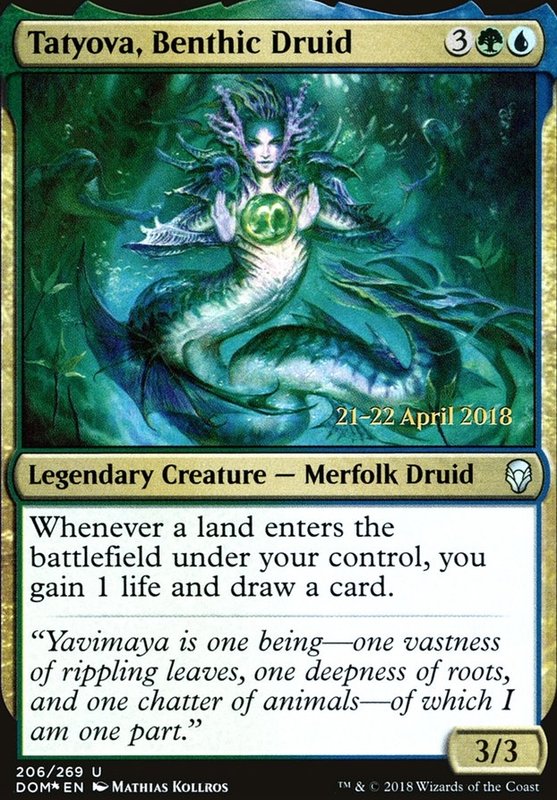 Tatyova, Benthic Druid 3
21–22 April 2018
Legendary Creature — Merfolk Druid
Whenever a land enters the
battlefield under your control, you
gain 1 life and draw a card.
“Yavimaya is one being—one vastness
of rippling leaves, one deepness of roots,
and one chatter of animals—of which I
am one part.”
3/3
206/269 U
DOM★EN MATHIAS KOLLROS
™ & © 2018 Wizards of the Coast